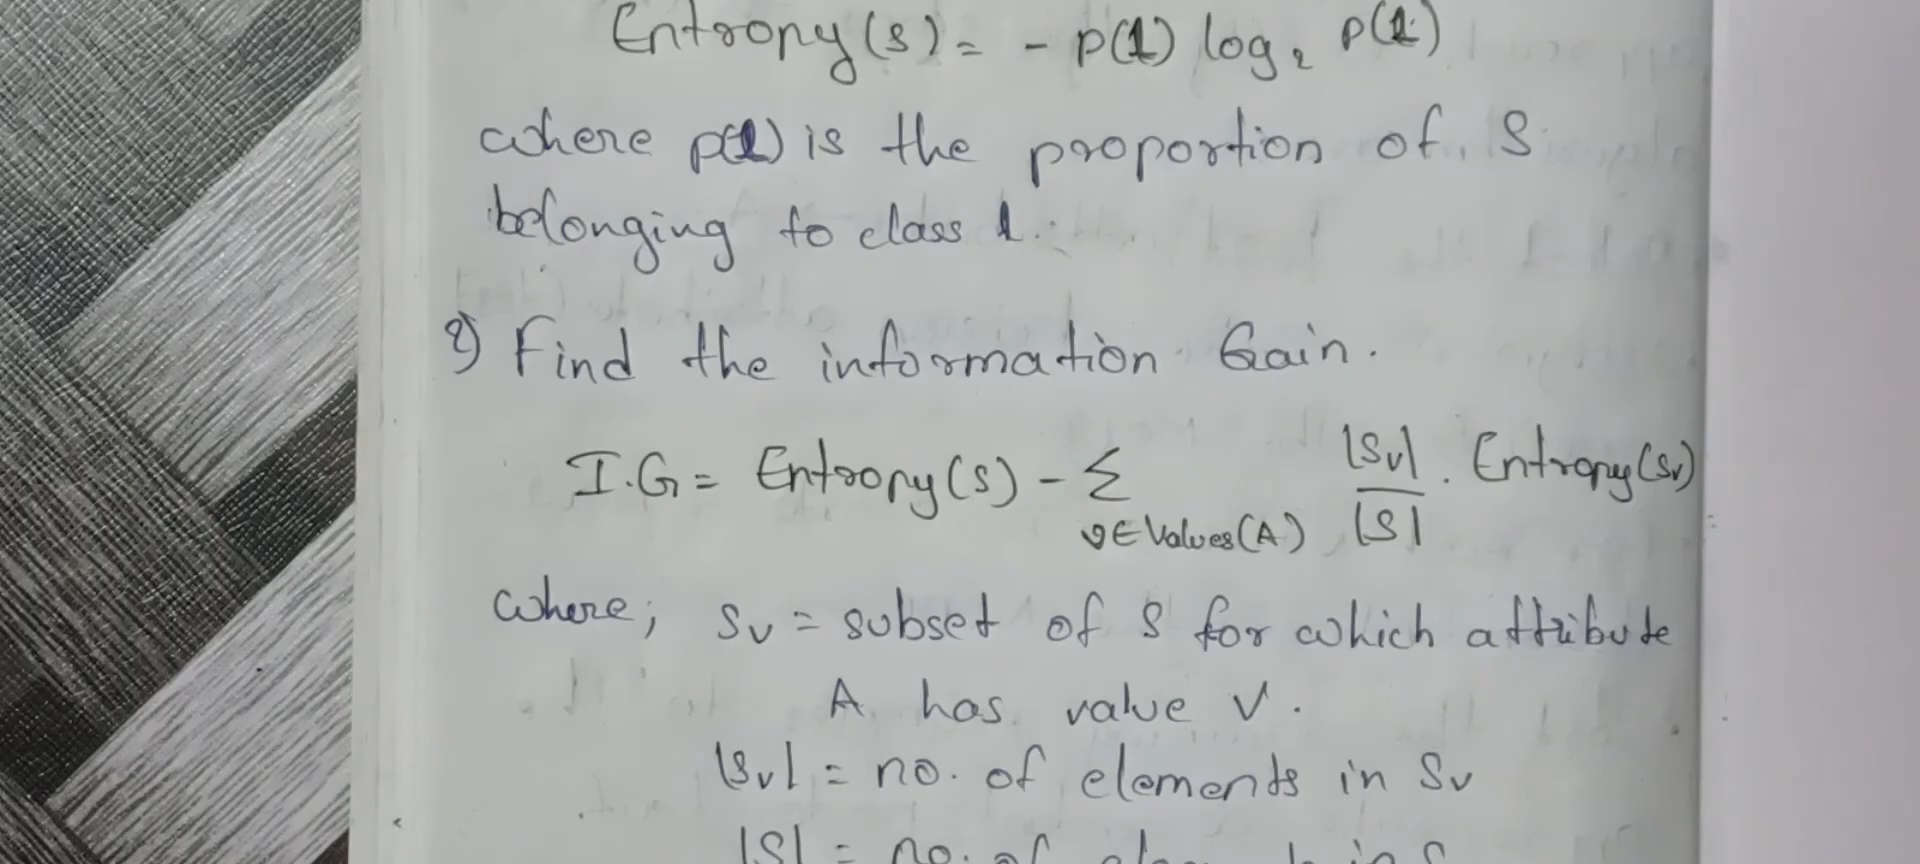 Entropy(s) = - p(1) log₂ p(1)
where p(1) is the proportion of S
belonging to class 1.
2) Find the information Gain.
I.G = Entropy(s) - Σ v∈Values(A) |Sv|/|S| . Entropy(Sv)
where; Sv = subset of S for which attribute
A has value V.
|Sv| = no. of elements in Sv
|S| = no. of